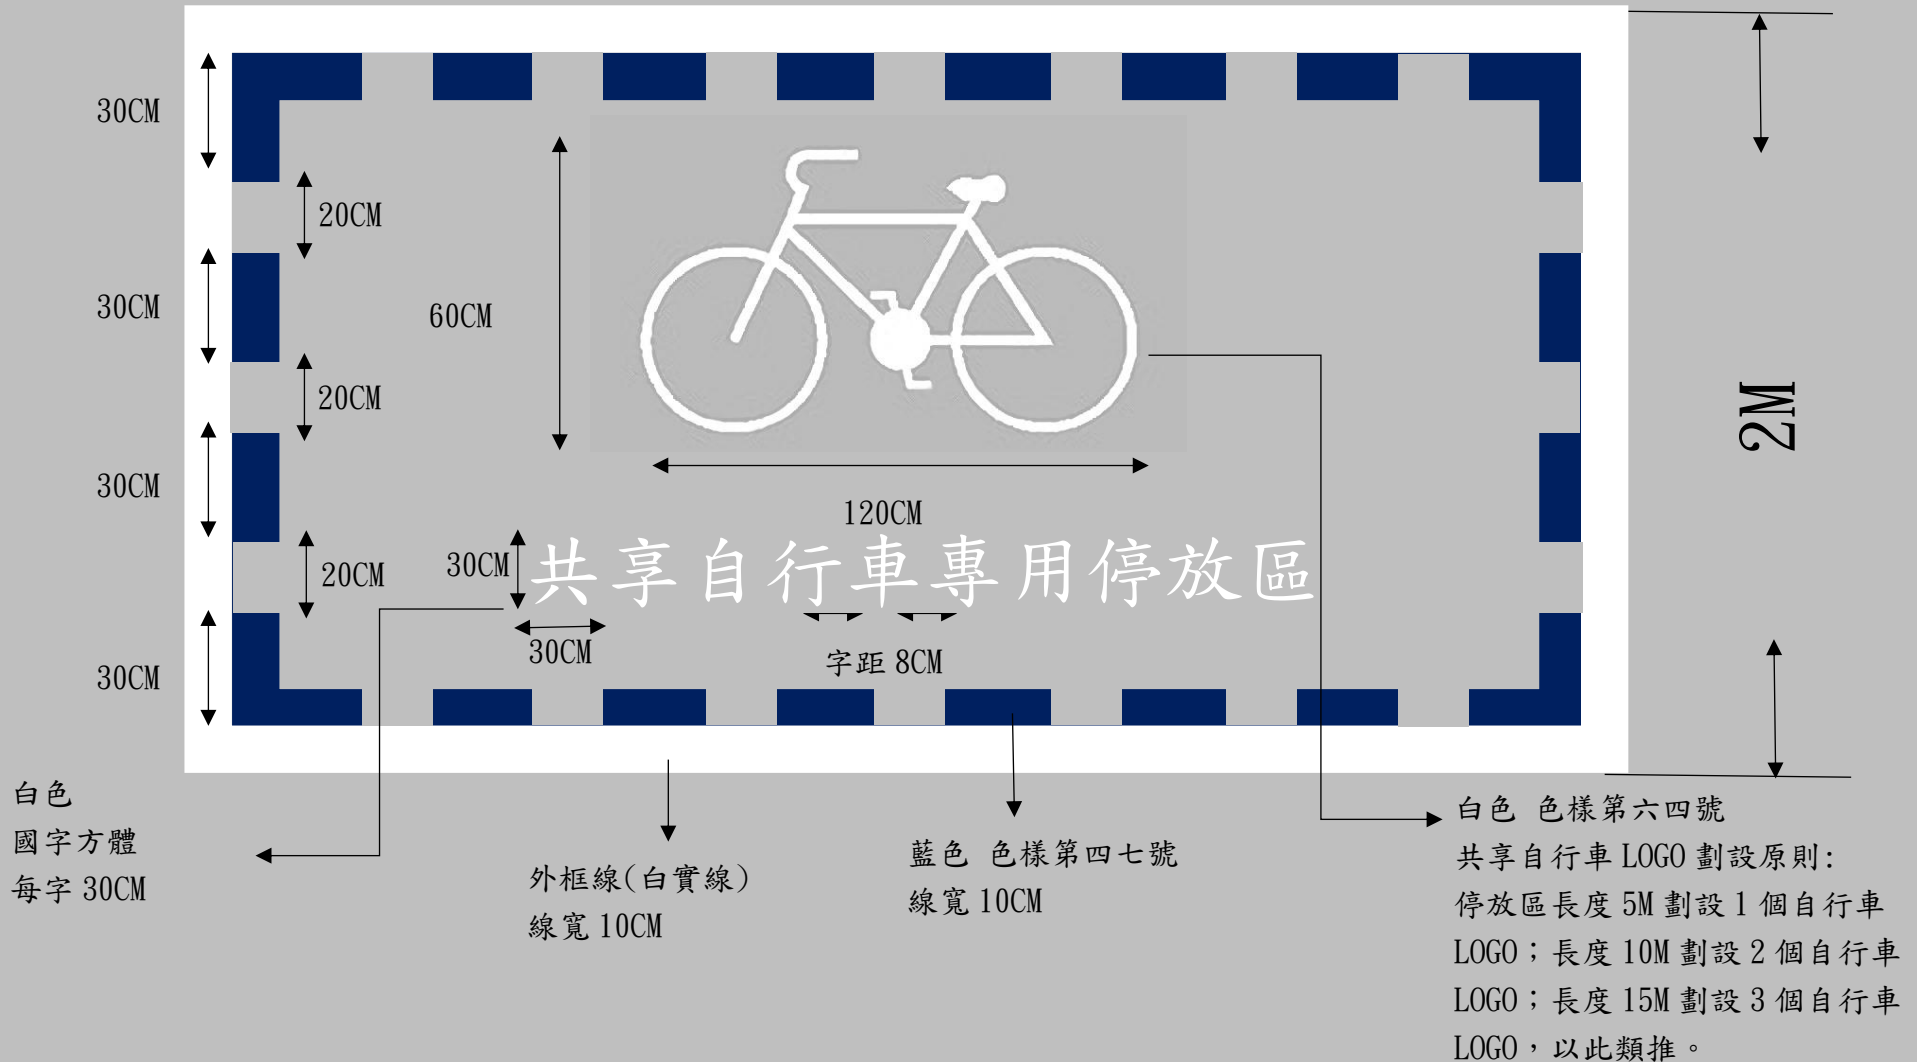 30CM
20CM
30CM
60CM
20CM
2M
30CM
120CM
20CM
30CM
共享自行車專用停放區
30CM
字距 8CM
30CM
白色
國字方體
每字 30CM
外框線(白實線)
線寬 10CM
藍色 色樣第四七號
線寬 10CM
白色 色樣第六四號
共享自行車 LOGO 劃設原則:
停放區長度 5M 劃設 1 個自行車
LOGO；長度 10M 劃設 2 個自行車
LOGO；長度 15M 劃設 3 個自行車
LOGO，以此類推。